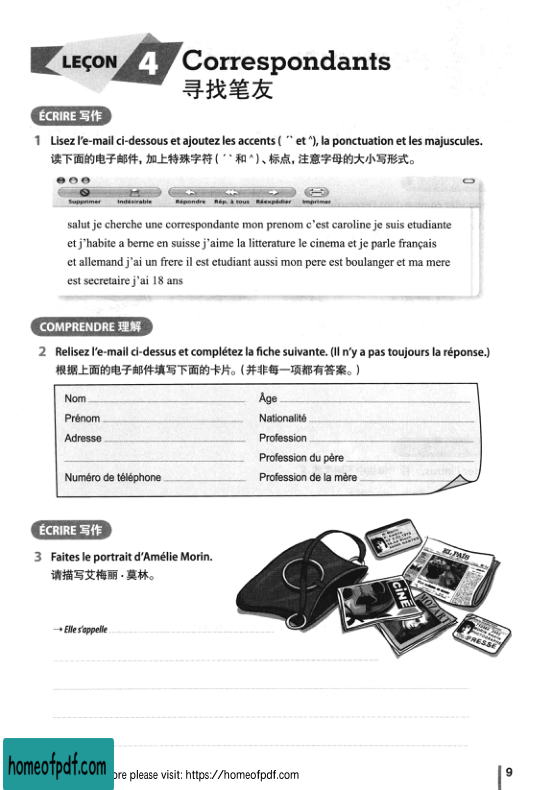 LEÇON 4 Correspondants
寻找笔友
ÉCRIRE 写作
1 Lisez l'e-mail ci-dessous et ajoutez les accents ( ´ ` et ^), la ponctuation et les majuscules.
读下面的电子邮件，加上特殊字符 ( ´ ` 和 ^ )、标点，注意字母的大小写形式。
Supprimer Indésirable Répondre Rép. à tous Réexpédier Imprimer
salut je cherche une correspondante mon prenom c'est caroline je suis etudiante
et j'habite a berne en suisse j'aime la litterature le cinema et je parle français
et allemand j'ai un frere il est etudiant aussi mon pere est boulanger et ma mere
est secretaire j'ai 18 ans
COMPRENDRE 理解
2 Relisez l'e-mail ci-dessus et complétez la fiche suivante. (Il n'y a pas toujours la réponse.)
根据上面的电子邮件填写下面的卡片。（并非每一项都有答案。）
Nom Âge
Prénom Nationalité
Adresse Profession
Profession du père
Numéro de téléphone Profession de la mère
ÉCRIRE 写作
3 Faites le portrait d'Amélie Morin.
请描写艾梅丽·莫林。
EL PAÍS
CINÉ
MOZART
PRESSE
→ Elle s'appelle
homeofpdf.com
ore please visit: https://homeofpdf.com
9